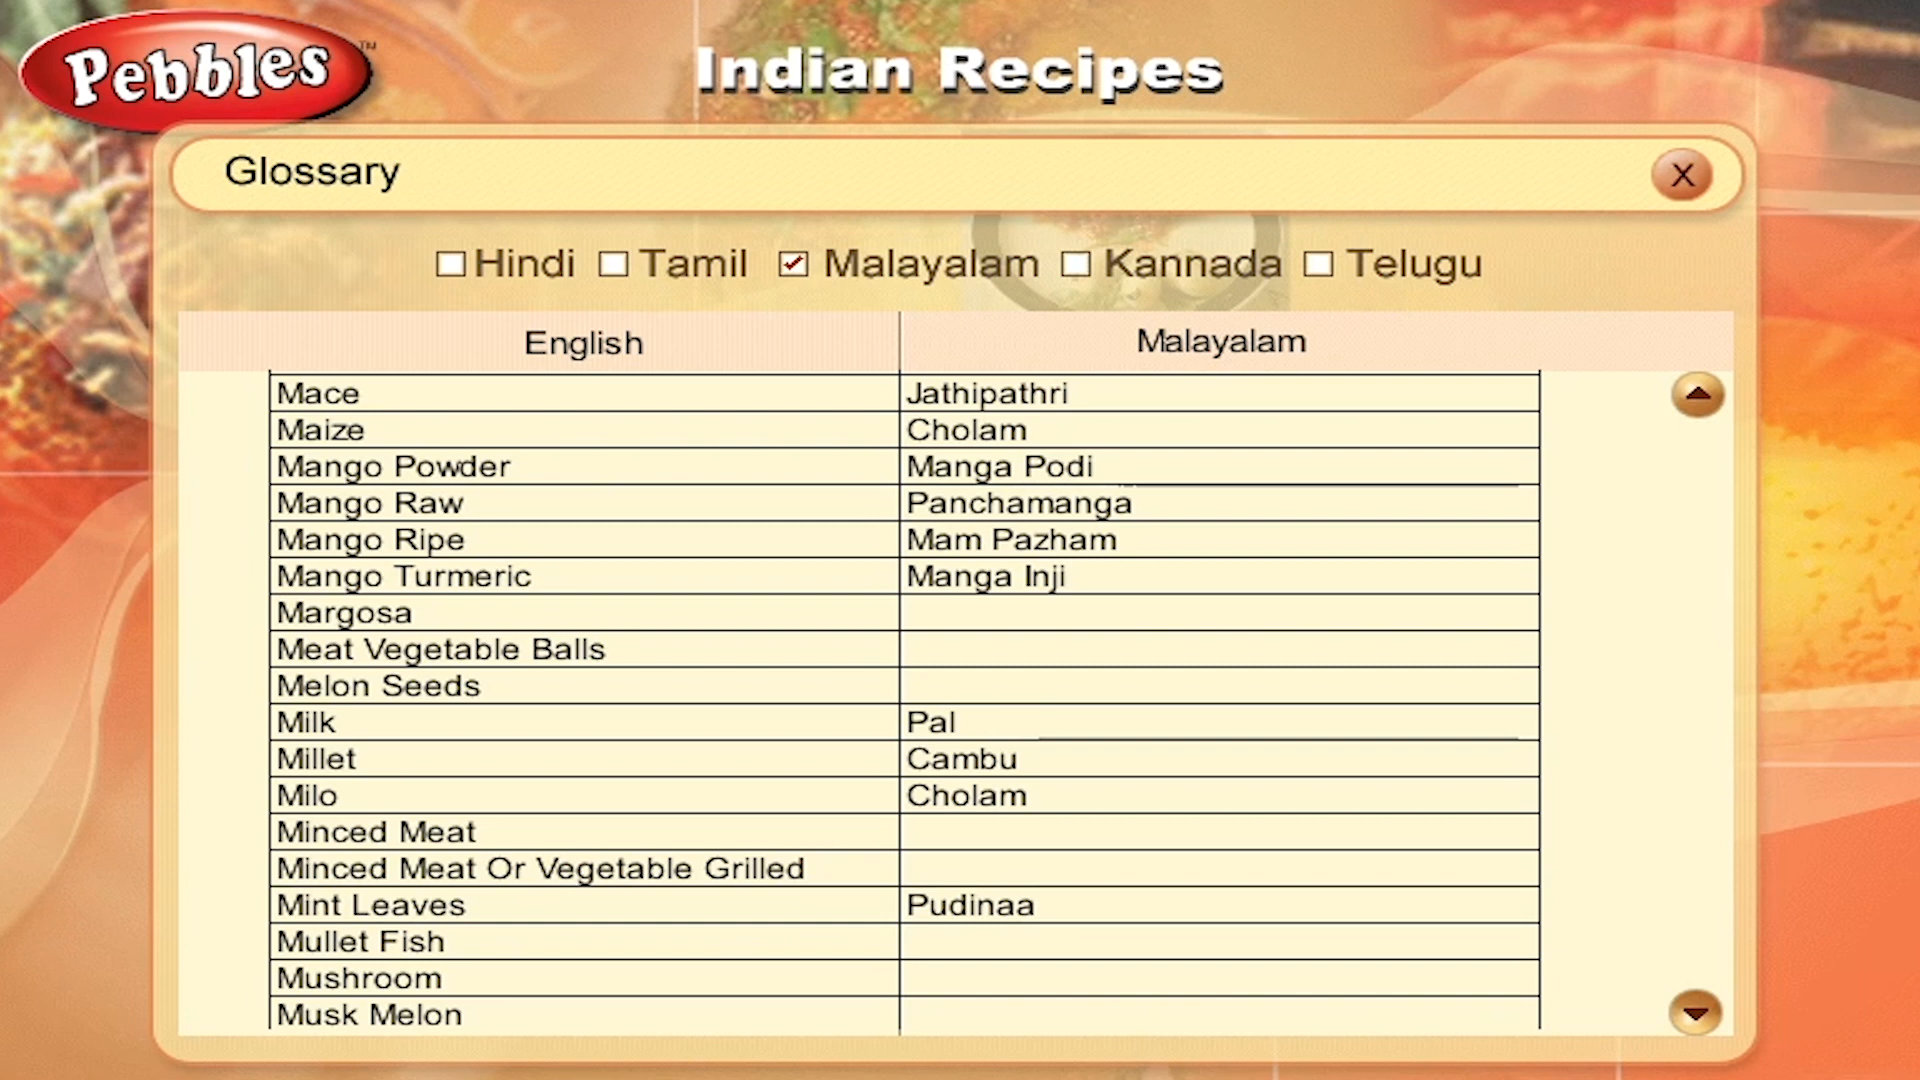 Pebbles™
Indian Recipes
Glossary
X
Hindi Tamil Malayalam Kannada Telugu
English Malayalam
Mace Jathipathri
Maize Cholam
Mango Powder Manga Podi
Mango Raw Panchamanga
Mango Ripe Mam Pazham
Mango Turmeric Manga Inji
Margosa
Meat Vegetable Balls
Melon Seeds
Milk Pal
Millet Cambu
Milo Cholam
Minced Meat
Minced Meat Or Vegetable Grilled
Mint Leaves Pudinaa
Mullet Fish
Mushroom
Musk Melon